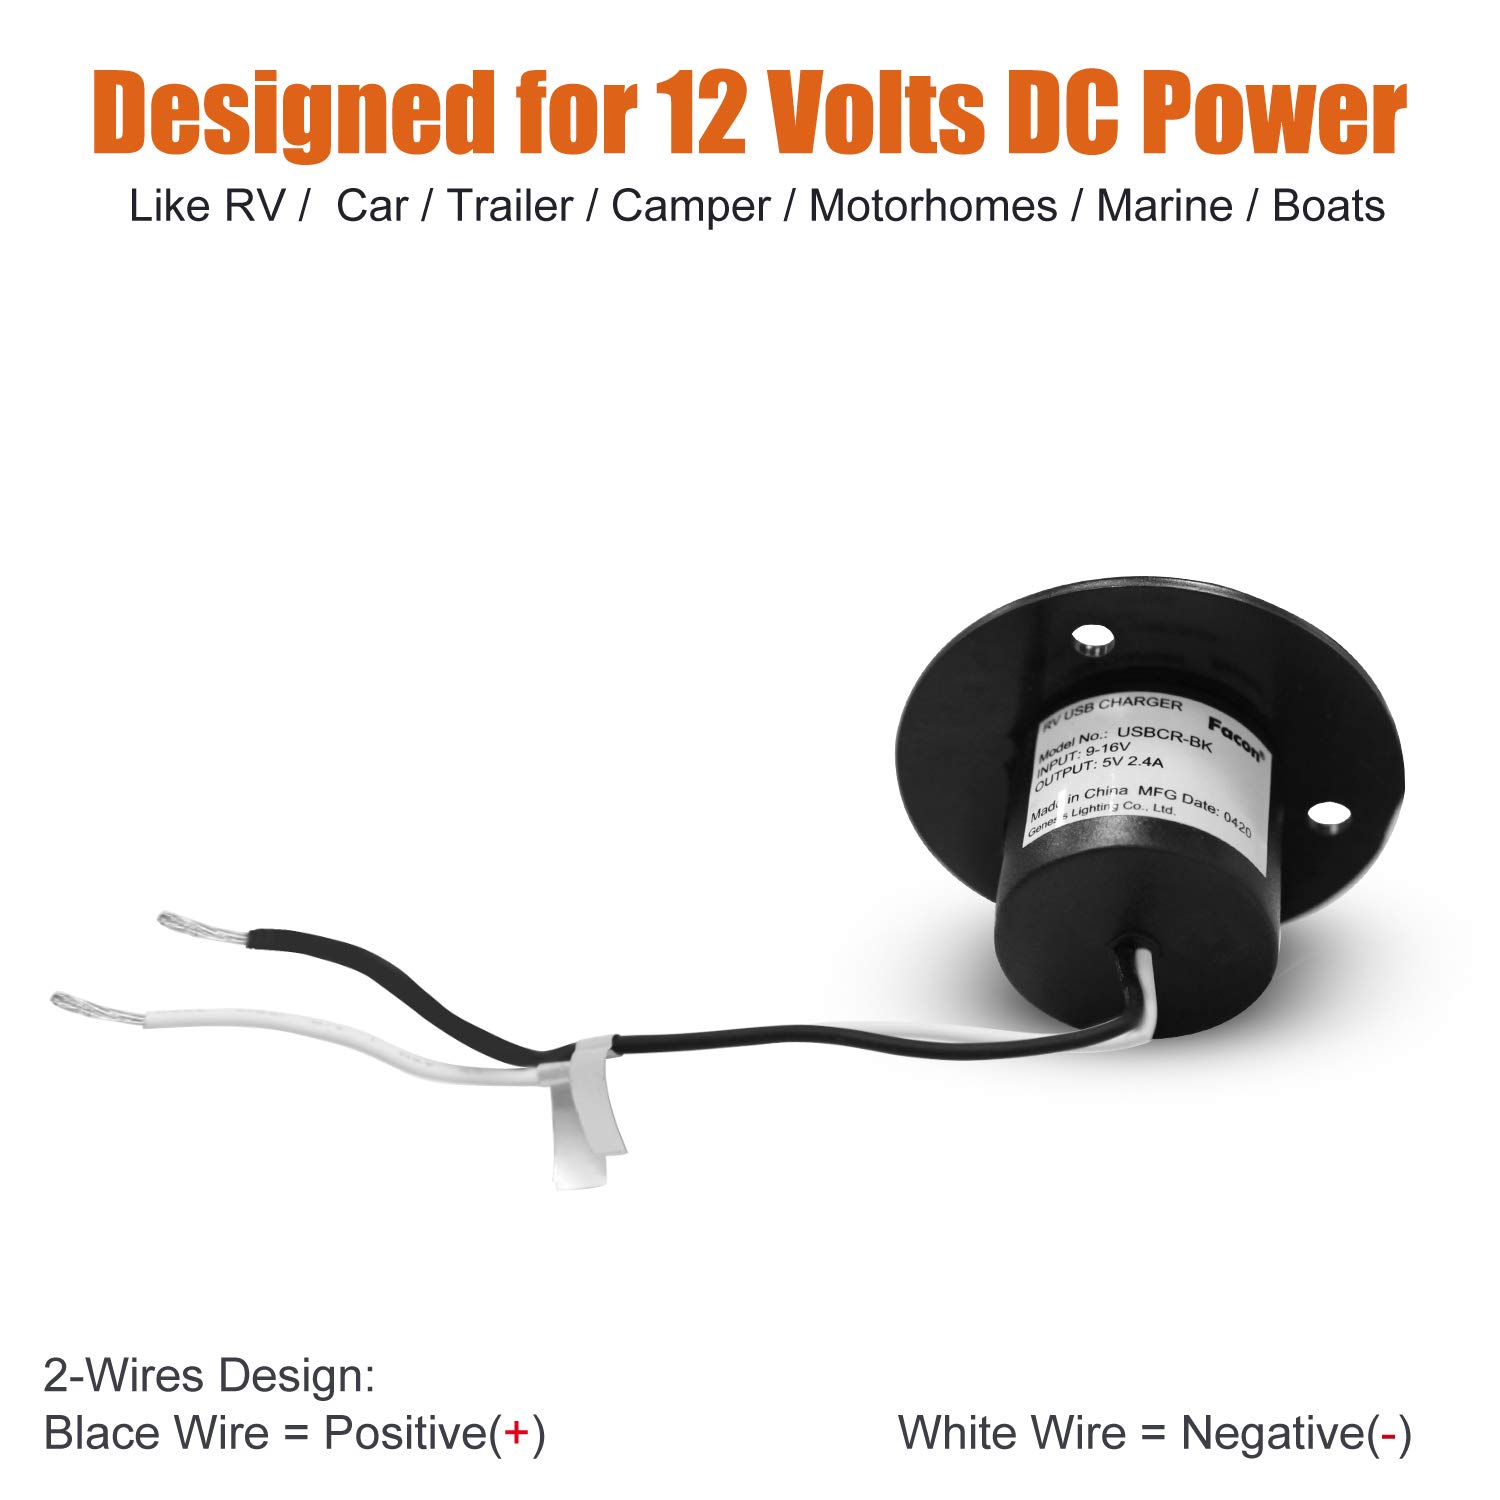 Designed for 12 Volts DC Power
Like RV / Car / Trailer / Camper / Motorhomes / Marine / Boats
RV USB CHARGER
Facon®
Model No.: USBCR-BK
INPUT: 9-16V
OUTPUT: 5V 2.4A
Made in China MFG Date: 0420
Genesis Lighting Co., Ltd.
2-Wires Design:
Blace Wire = Positive(+)
White Wire = Negative(-)